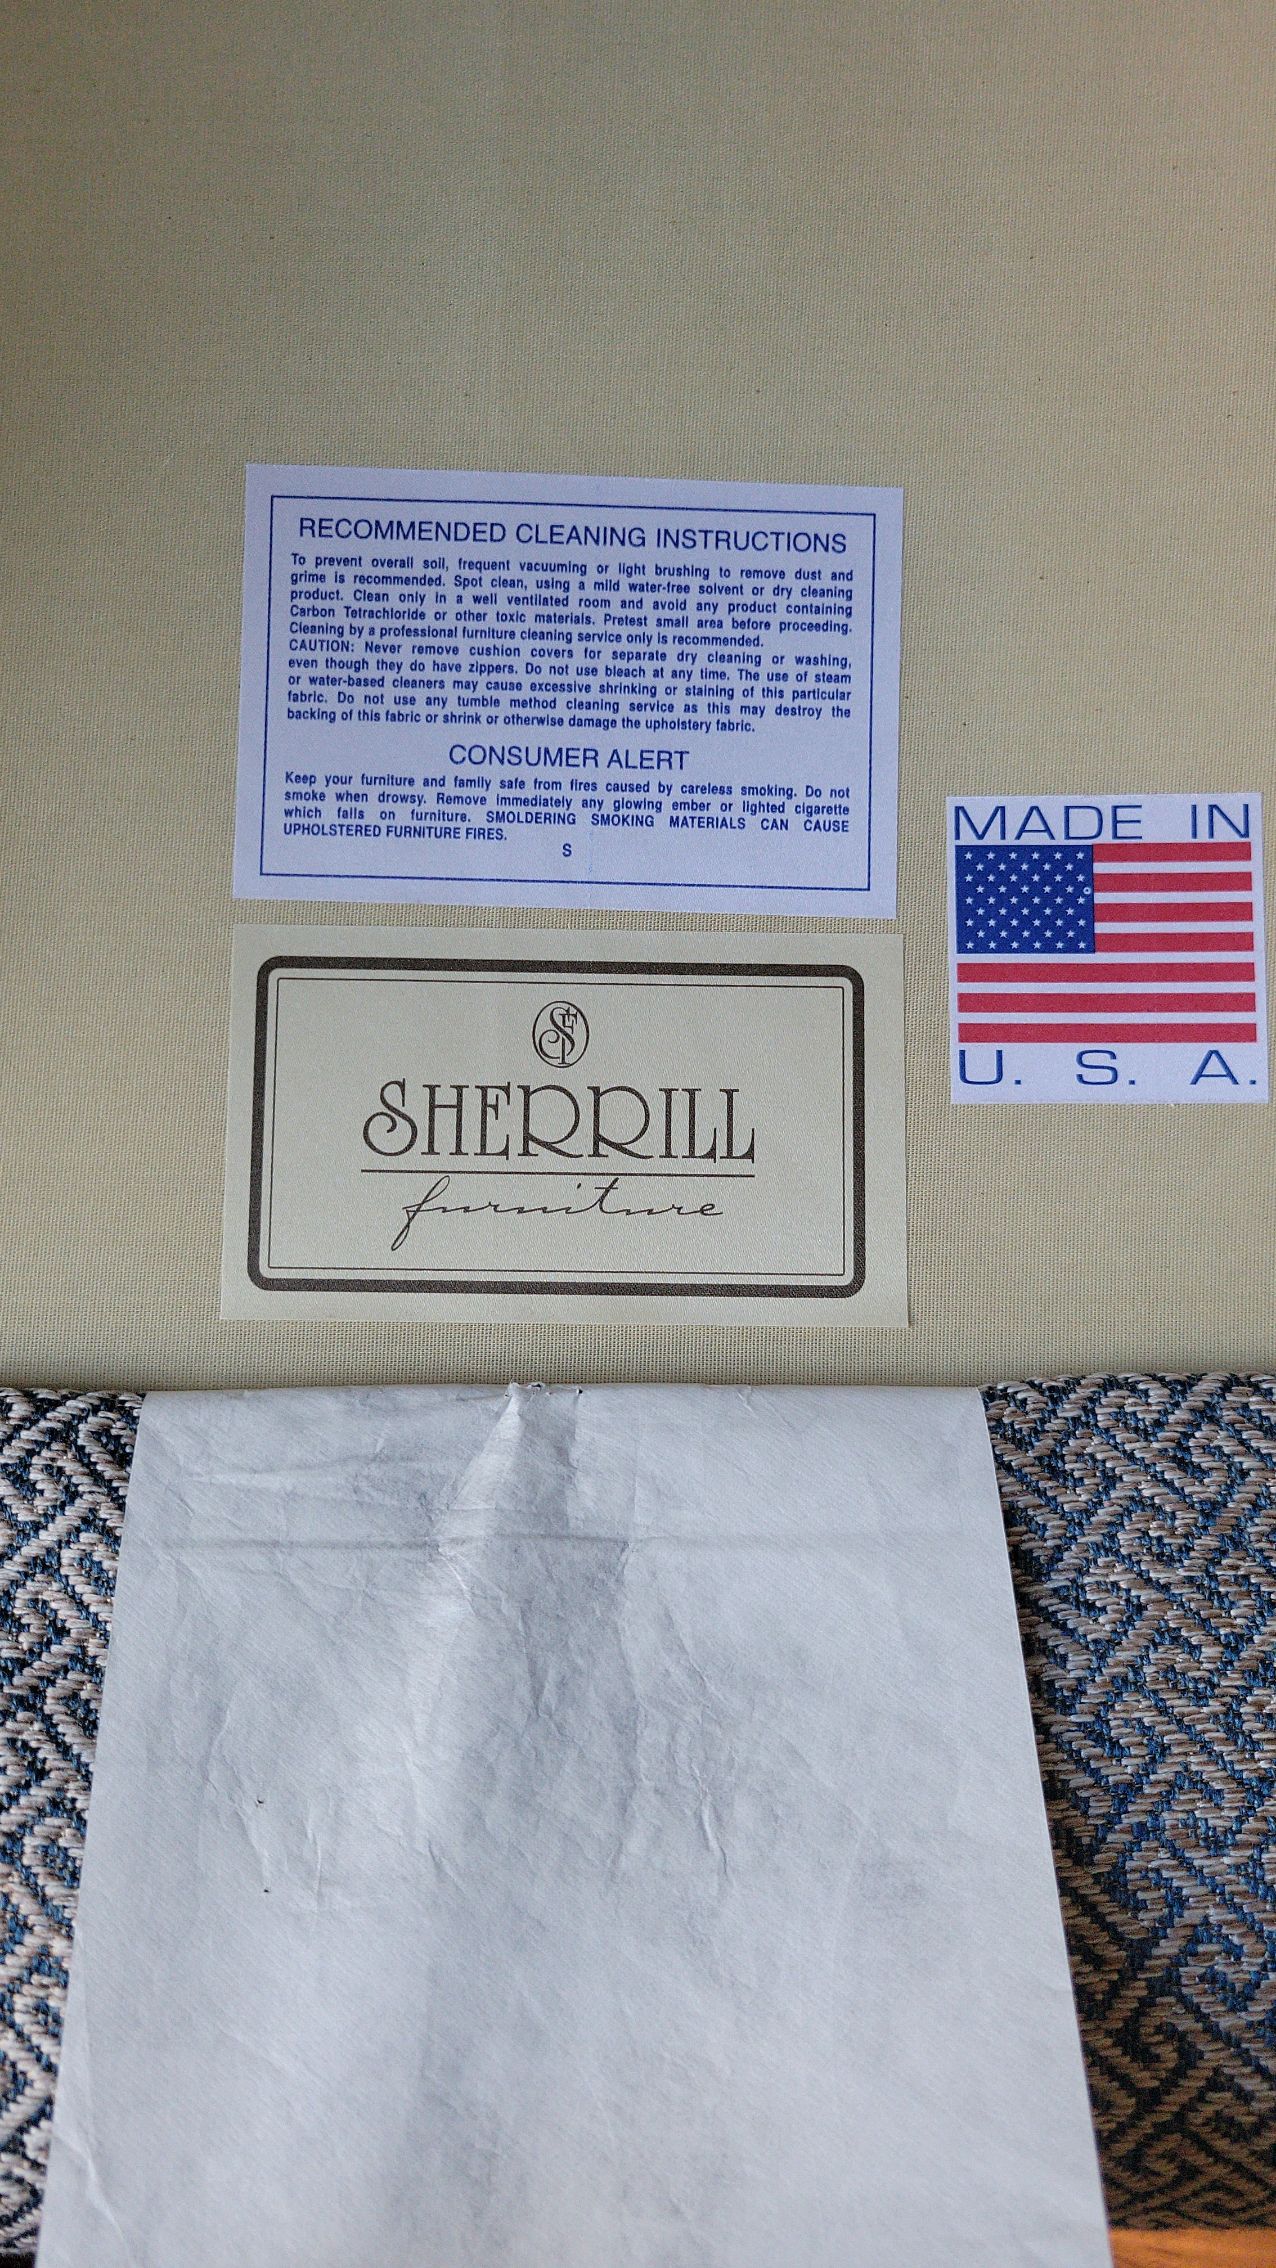 RECOMMENDED CLEANING INSTRUCTIONS
To prevent overall soil, frequent vacuuming or light brushing to remove dust and
grime is recommended. Spot clean, using a mild water-free solvent or dry cleaning
product. Clean only in a well ventilated room and avoid any product containing
Carbon Tetrachloride or other toxic materials. Pretest small area before proceeding.
Cleaning by a professional furniture cleaning service only is recommended.
CAUTION: Never remove cushion covers for separate dry cleaning or washing,
even though they do have zippers. Do not use bleach at any time. The use of steam
or water-based cleaners may cause excessive shrinking or staining of this particular
fabric. Do not use any tumble method cleaning service as this may destroy the
backing of this fabric or shrink or otherwise damage the upholstery fabric.
CONSUMER ALERT
Keep your furniture and family safe from fires caused by careless smoking. Do not
smoke when drowsy. Remove immediately any glowing ember or lighted cigarette
which falls on furniture. SMOLDERING SMOKING MATERIALS CAN CAUSE
UPHOLSTERED FURNITURE FIRES.
S
MADE IN
U. S. A.
SFC
SHERRILL
furniture